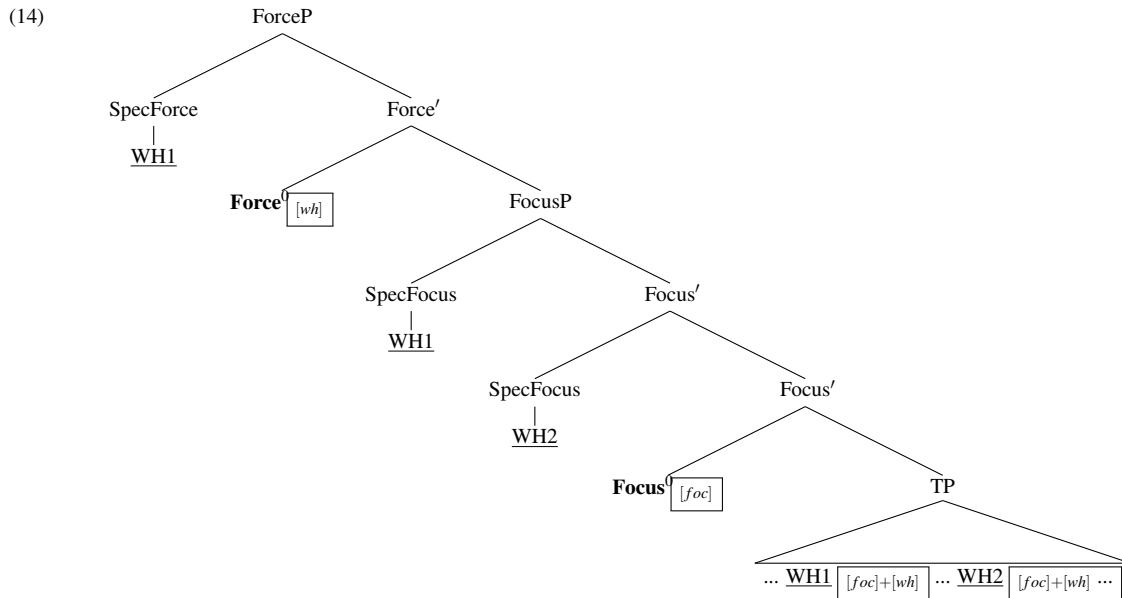 (14)
ForceP
SpecForce Force′
WH1
Force⁰ [wh] FocusP
SpecFocus Focus′
WH1
SpecFocus Focus′
WH2
Focus⁰ [foc] TP
... WH1 [foc]+[wh] ... WH2 [foc]+[wh] ...